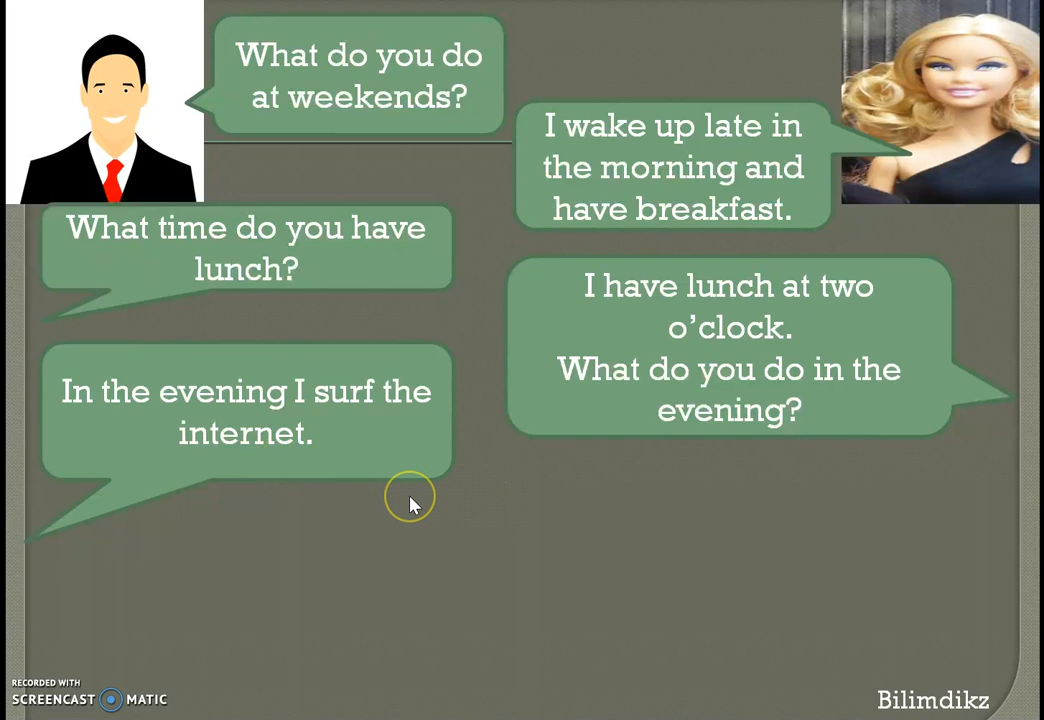 What do you do
at weekends?
I wake up late in
the morning and
have breakfast.
What time do you have
lunch?
I have lunch at two
o’clock.
What do you do in the
evening?
In the evening I surf the
internet.
RECORDED WITH
SCREENCAST MATIC
Bilimdikz